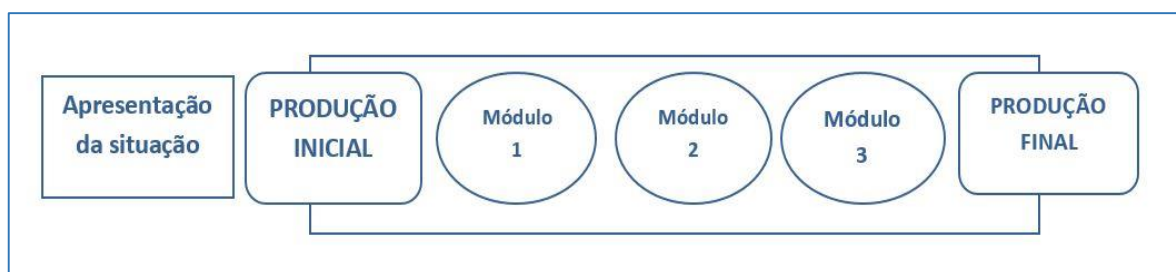 Apresentação
da situação
PRODUÇÃO
INICIAL
Módulo
1
Módulo
2
Módulo
3
PRODUÇÃO
FINAL